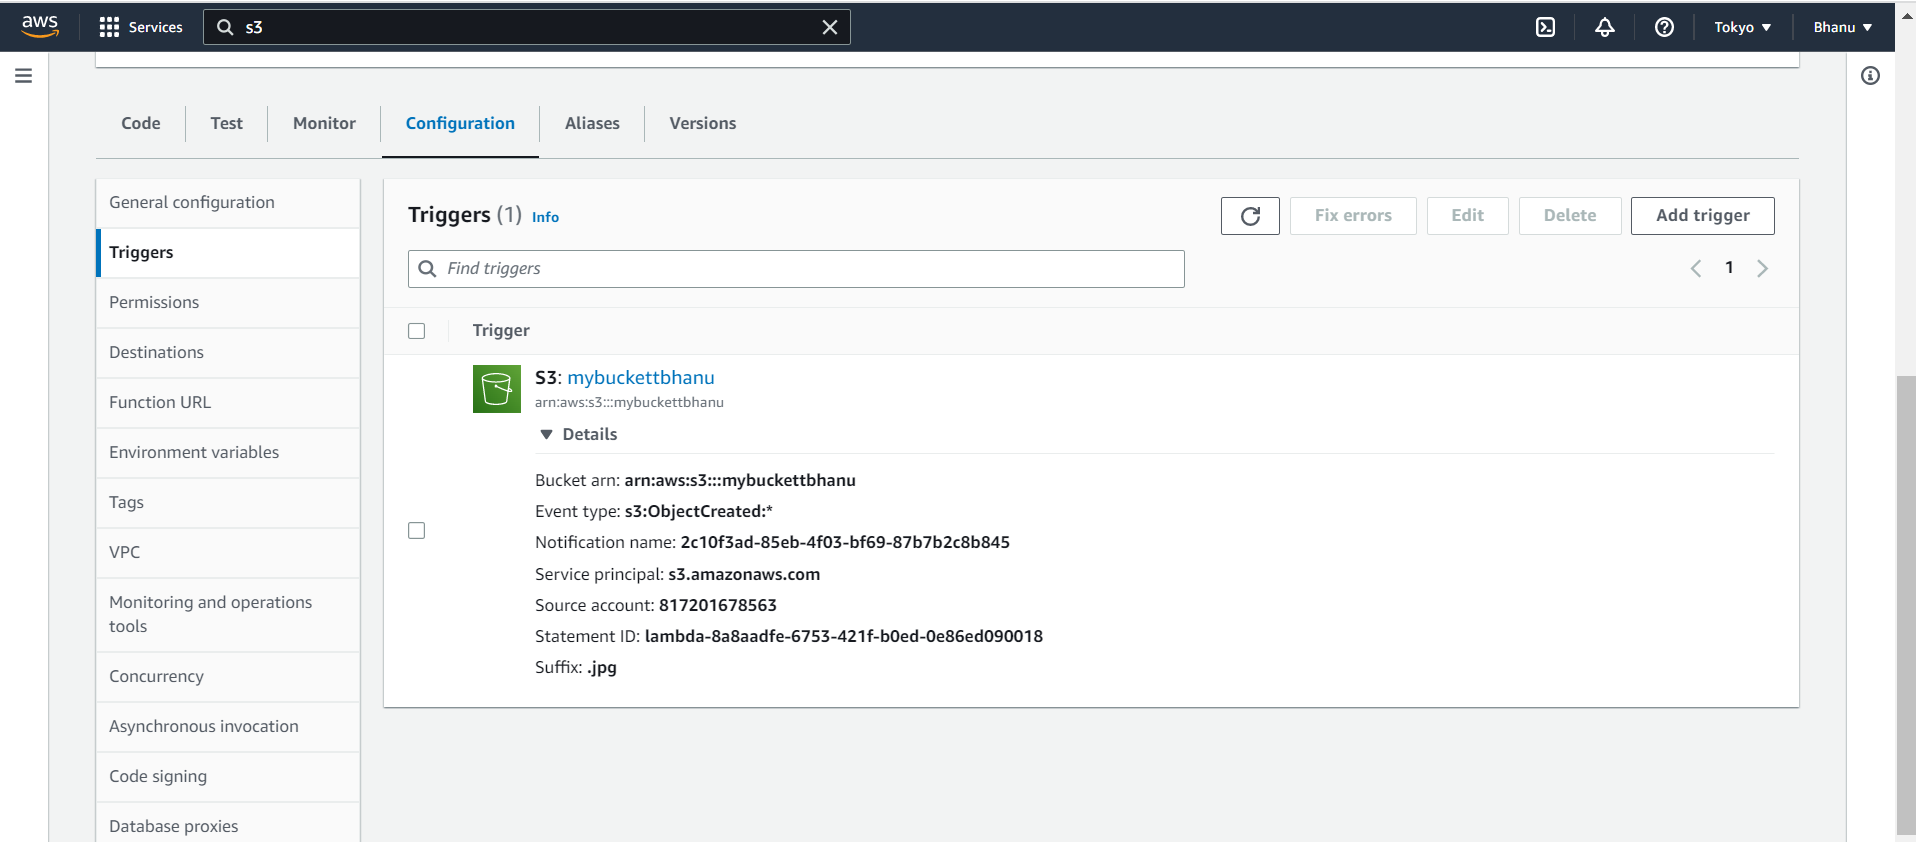 aws Services s3 Tokyo ▼ Bhanu ▼
Code Test Monitor Configuration Aliases Versions
General configuration
Triggers
Permissions
Destinations
Function URL
Environment variables
Tags
VPC
Monitoring and operations
tools
Concurrency
Asynchronous invocation
Code signing
Database proxies
Triggers (1) Info
Fix errors Edit Delete Add trigger
Find triggers
1
Trigger
S3: mybuckettbhanu
arn:aws:s3:::mybuckettbhanu
▼ Details
Bucket arn: arn:aws:s3:::mybuckettbhanu
Event type: s3:ObjectCreated:*
Notification name: 2c10f3ad-85eb-4f03-bf69-87b7b2c8b845
Service principal: s3.amazonaws.com
Source account: 817201678563
Statement ID: lambda-8a8aadfe-6753-421f-b0ed-0e86ed090018
Suffix: .jpg